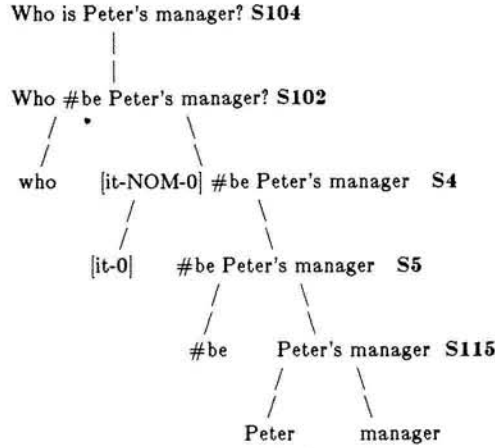 Who is Peter's manager? S104
Who #be Peter's manager? S102
who [it-NOM-0] #be Peter's manager S4
[it-0] #be Peter's manager S5
#be Peter's manager S115
Peter manager